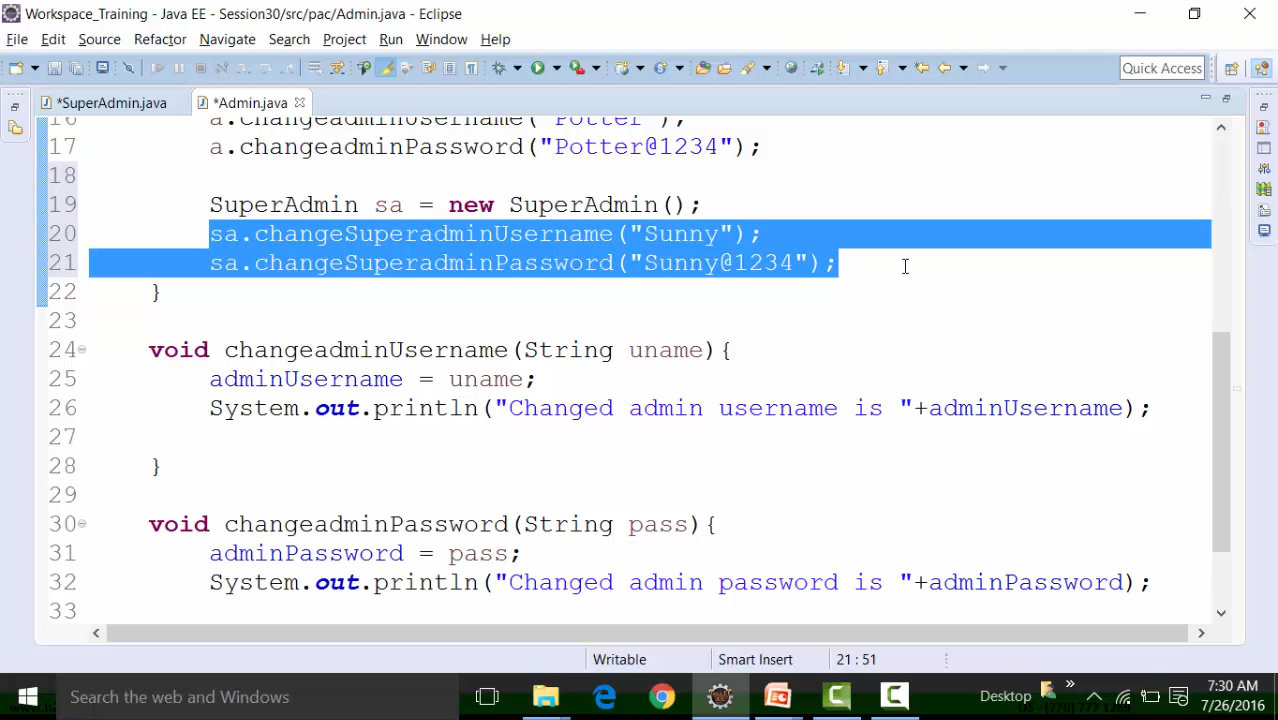 Workspace_Training - Java EE - Session30/src/pac/Admin.java - Eclipse
File Edit Source Refactor Navigate Search Project Run Window Help
Quick Access
*SuperAdmin.java *Admin.java
16 a.changeadminUsername("Potter");
17 a.changeadminPassword("Potter@1234");
18
19 SuperAdmin sa = new SuperAdmin();
20 sa.changeSuperadminUsername("Sunny");
21 sa.changeSuperadminPassword("Sunny@1234");
22 }
23
24 void changeadminUsername(String uname){
25 adminUsername = uname;
26 System.out.println("Changed admin username is "+adminUsername);
27
28 }
29
30 void changeadminPassword(String pass){
31 adminPassword = pass;
32 System.out.println("Changed admin password is "+adminPassword);
33
Writable Smart Insert 21 : 51
Search the web and Windows
Desktop
7:30 AM
7/26/2016